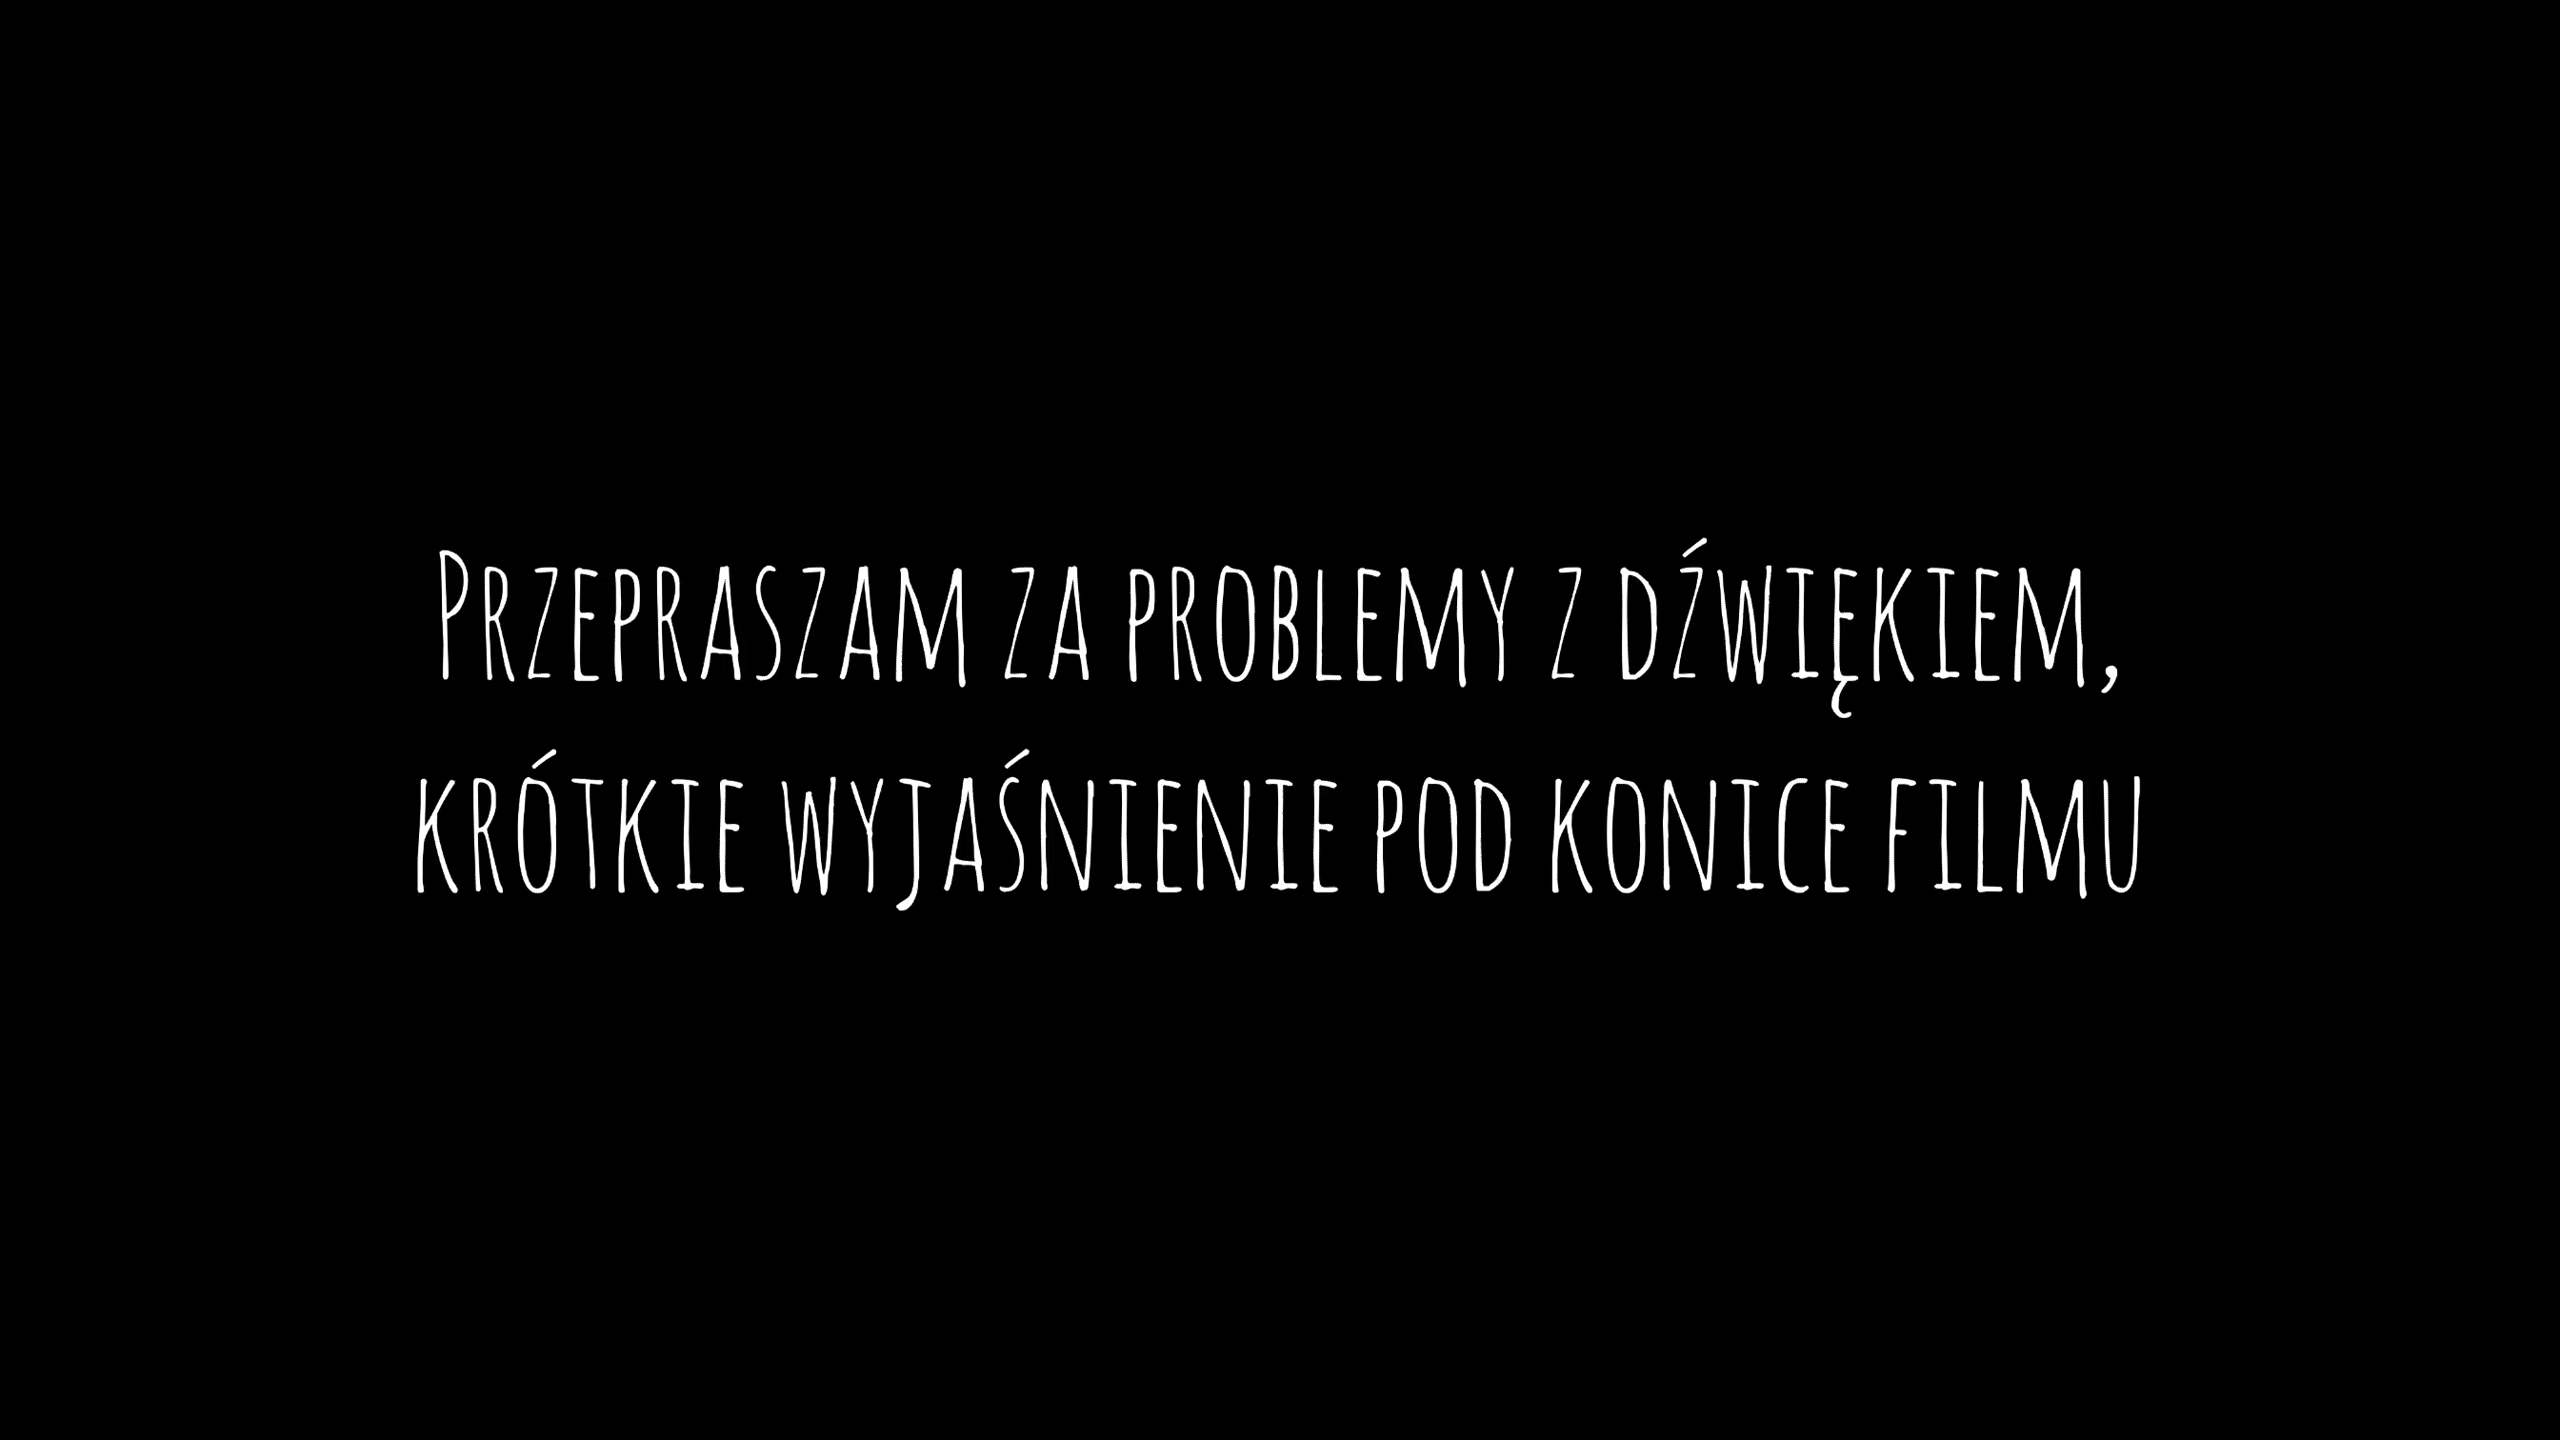 Przepraszam za problemy z dźwiękiem,
krótkie wyjaśnienie pod konice filmu